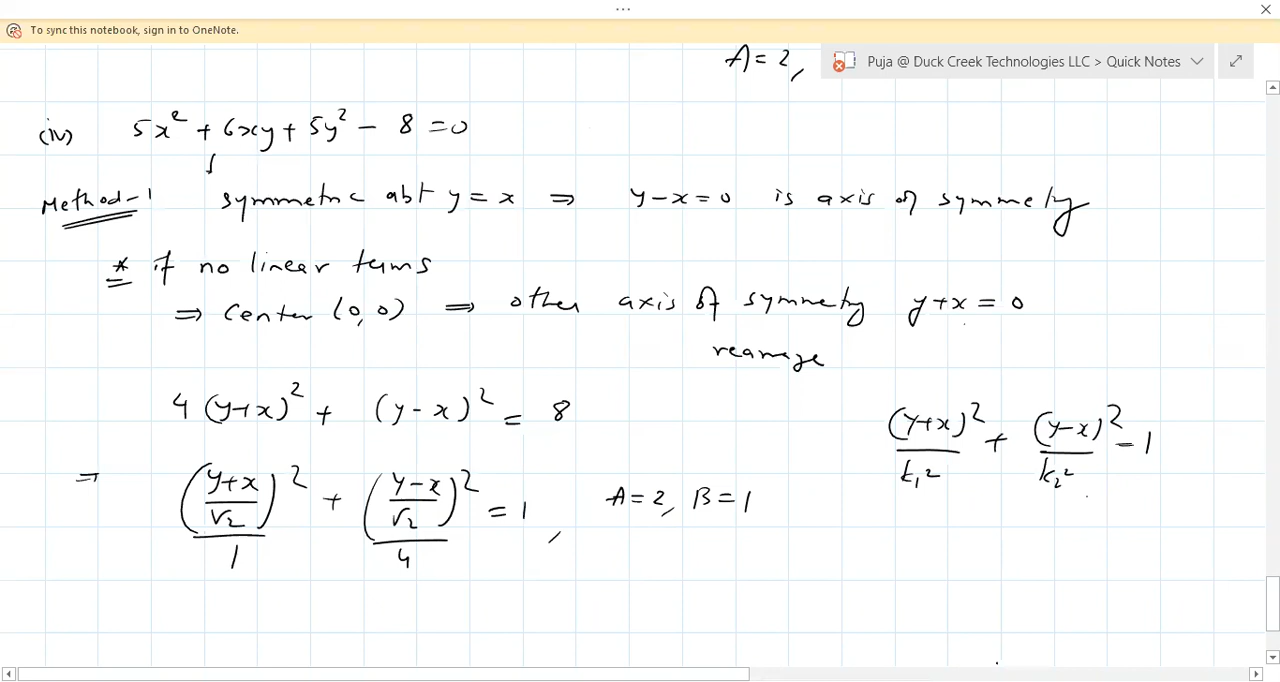 To sync this notebook, sign in to OneNote.
A = 2,
Puja @ Duck Creek Technologies LLC > Quick Notes
(iv) 5x² + 6xy + 5y² - 8 = 0
Method-1 symmetric abt y = x ⇒ y-x=0 is axis of symmetry
* if no linear terms
⇒ center (0,0) ⇒ other axis of symmetry y+x = 0
rearrange
4(y+x)² + (y-x)² = 8
(y+x)²/k₁² + (y-x)²/k₂² = 1
⇒ ((y+x)/√2)²/1 + ((y-x)/√2)²/4 = 1, A=2, B=1